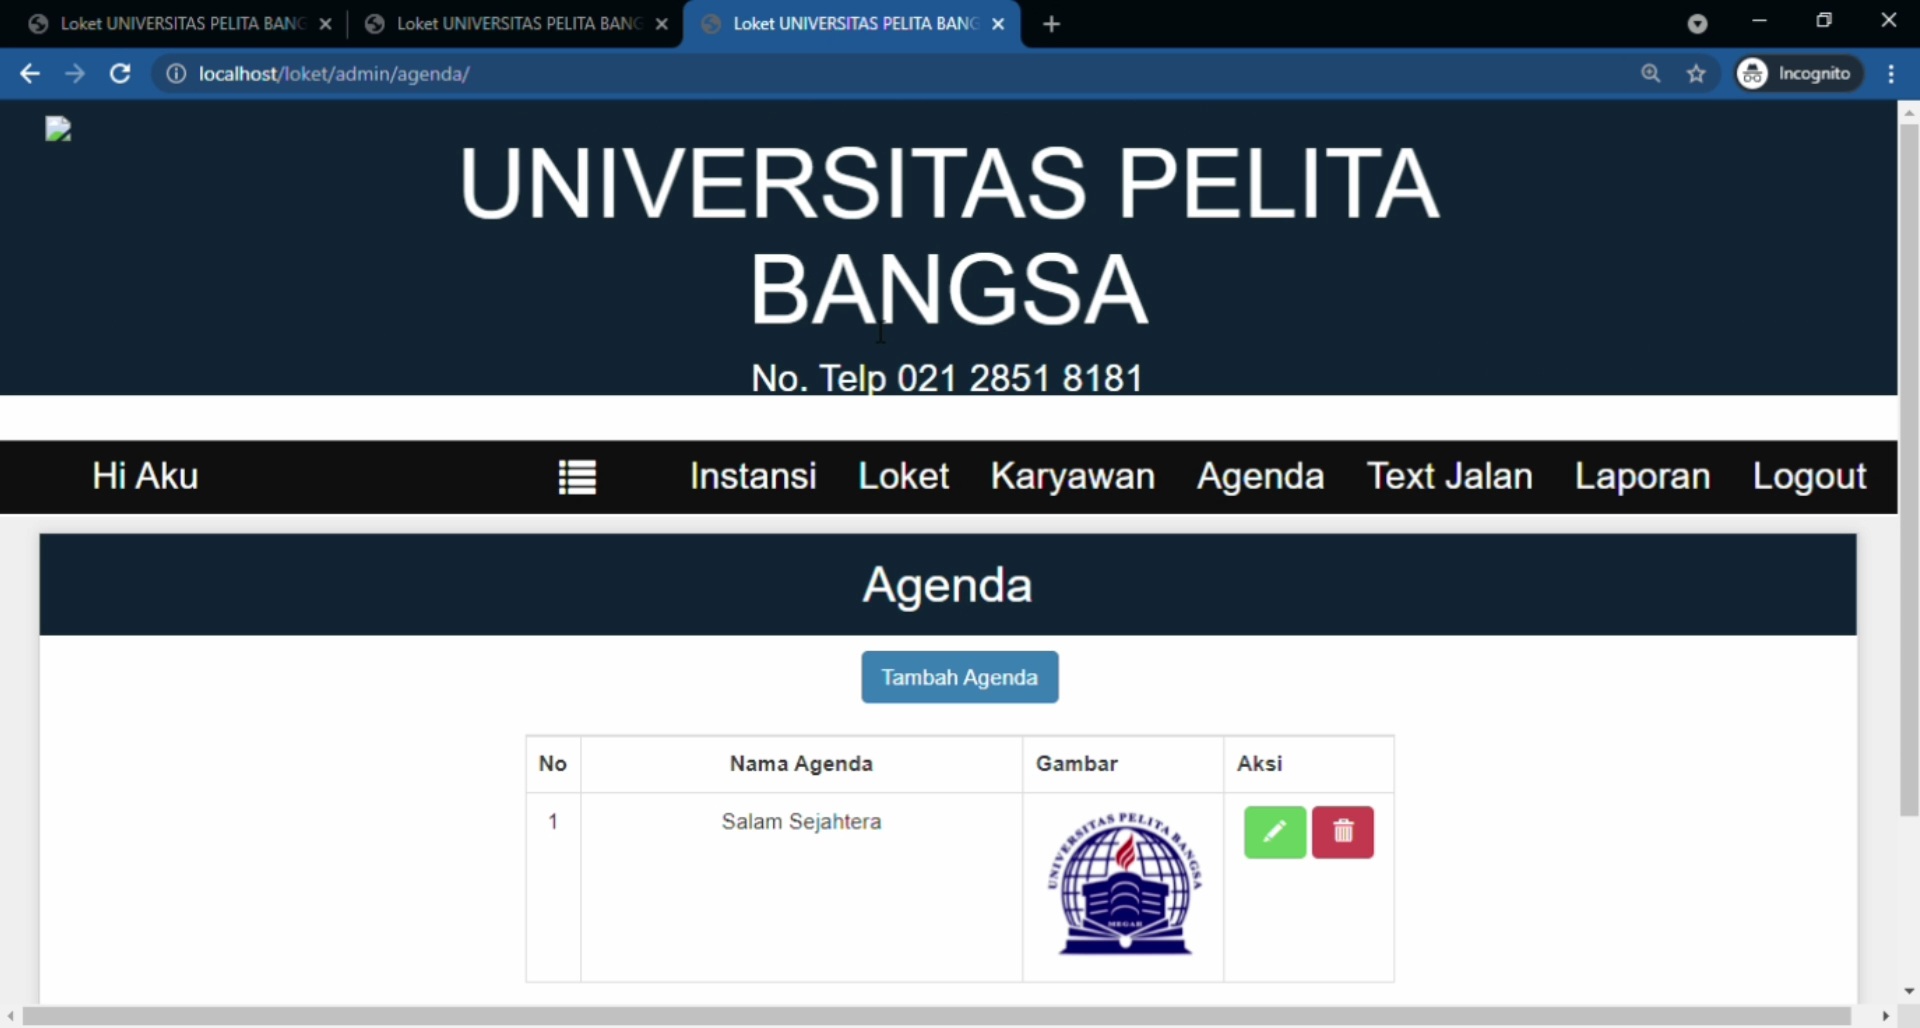 Loket UNIVERSITAS PELITA BANG
Loket UNIVERSITAS PELITA BANG
Loket UNIVERSITAS PELITA BANG
localhost/loket/admin/agenda/
Incognito
UNIVERSITAS PELITA
BANGSA
No. Telp 021 2851 8181
Hi Aku Instansi Loket Karyawan Agenda Text Jalan Laporan Logout
Agenda
Tambah Agenda
No Nama Agenda Gambar Aksi
1 Salam Sejahtera
UNIVERSITAS PELITA BANGSA
MEGAH